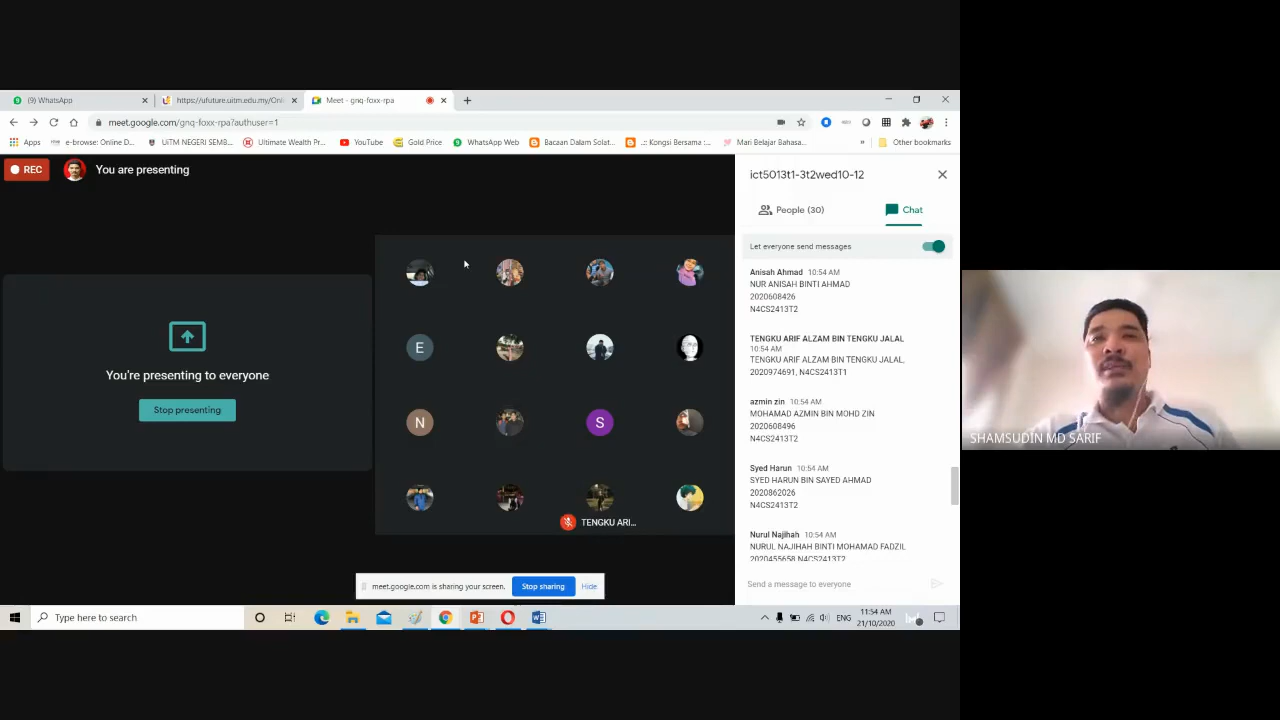 (9) WhatsApp
https://ufuture.uitm.edu.my/Onli
Meet - gnq-foxx-rpa
meet.google.com/gnq-foxx-rpa?authuser=1
Apps
e-browse: Online D...
UiTM NEGERI SEMB...
Ultimate Wealth Pr...
YouTube
Gold Price
WhatsApp Web
Bacaan Dalam Solat...
..:: Kongsi Bersama :...
Mari Belajar Bahasa...
»
Other bookmarks
REC
You are presenting
ict5013t1-3t2wed10-12
People (30)
Chat
Let everyone send messages
Anisah Ahmad 10:54 AM
NUR ANISAH BINTI AHMAD
2020608426
N4CS2413T2
TENGKU ARIF ALZAM BIN TENGKU JALAL
10:54 AM
TENGKU ARIF ALZAM BIN TENGKU JALAL,
2020974691, N4CS2413T1
azmin zin 10:54 AM
MOHAMAD AZMIN BIN MOHD ZIN
2020608496
N4CS2413T2
Syed Harun 10:54 AM
SYED HARUN BIN SAYED AHMAD
2020862026
N4CS2413T2
Nurul Najihah 10:54 AM
NURUL NAJIHAH BINTI MOHAMAD FADZIL
2020455658 N4CS2413T2
Send a message to everyone
You're presenting to everyone
Stop presenting
E
N
S
TENGKU ARI...
meet.google.com is sharing your screen.
Stop sharing
Hide
SHAMSUDIN MD SARIF
Type here to search
ENG
11:54 AM
21/10/2020